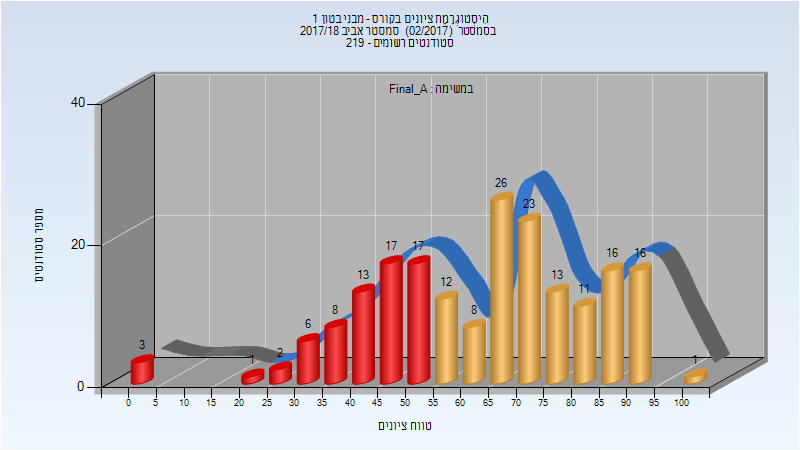 היסטוגרמת ציונים בקורס - מבני בטון 1
בסמסטר (02/2017) סמסטר אביב 2017/18
219 - סטודנטים רשומים
במשימה : Final_A
מספר סטודנטים
40
20
0
3
1
2
6
8
13
17
17
12
8
26
23
13
11
16
16
1
0 5 10 15 20 25 30 35 40 45 50 55 60 65 70 75 80 85 90 95 100
טווח ציונים